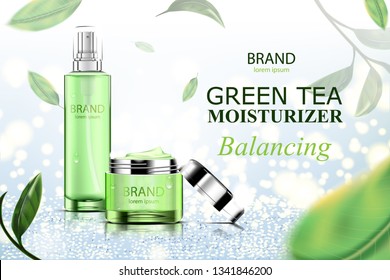 BRAND
lorem ipsum
GREEN TEA
MOISTURIZER
Balancing
BRAND
lorem ipsum
BRAND
lorem ipsum
shutterstock.com · 1341846200